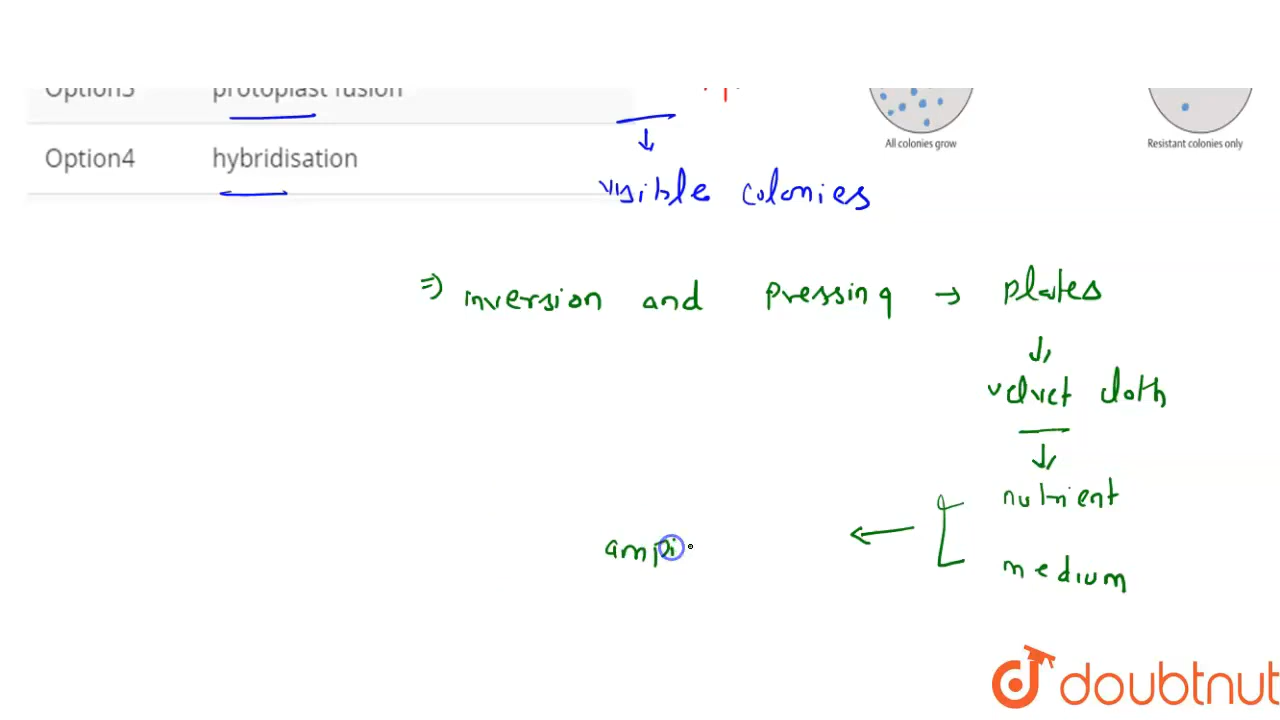 Option3 protoplast fusion
All colonies grow
Resistant colonies only
Option4 hybridisation
visible colonies
⇒ inversion and pressing → plates
velvet cloth
nutrient
medium
ampi
doubtnut